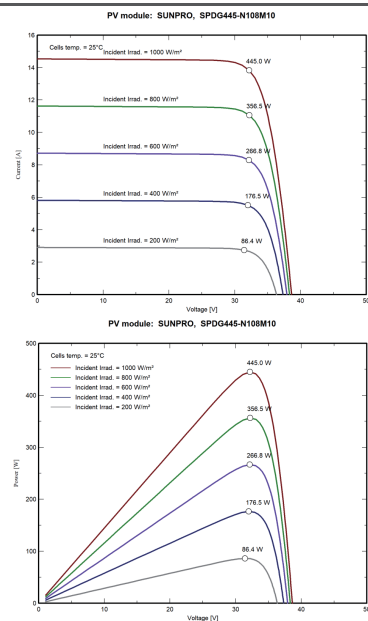 PV module: SUNPRO, SPDG445-N108M10
16
14
12
10
8
6
4
2
0
Current [A]
Cells temp. = 25°C
Incident Irrad. = 1000 W/m²
445.0 W
Incident Irrad. = 800 W/m²
356.5 W
Incident Irrad. = 600 W/m²
266.8 W
Incident Irrad. = 400 W/m²
176.5 W
Incident Irrad. = 200 W/m²
86.4 W
0 10 20 30 40 50
Voltage [V]
PV module: SUNPRO, SPDG445-N108M10
500
400
300
200
100
0
Power [W]
Cells temp. = 25°C
Incident Irrad. = 1000 W/m²
Incident Irrad. = 800 W/m²
Incident Irrad. = 600 W/m²
Incident Irrad. = 400 W/m²
Incident Irrad. = 200 W/m²
445.0 W
356.5 W
266.8 W
176.5 W
86.4 W
0 10 20 30 40 50
Voltage [V]